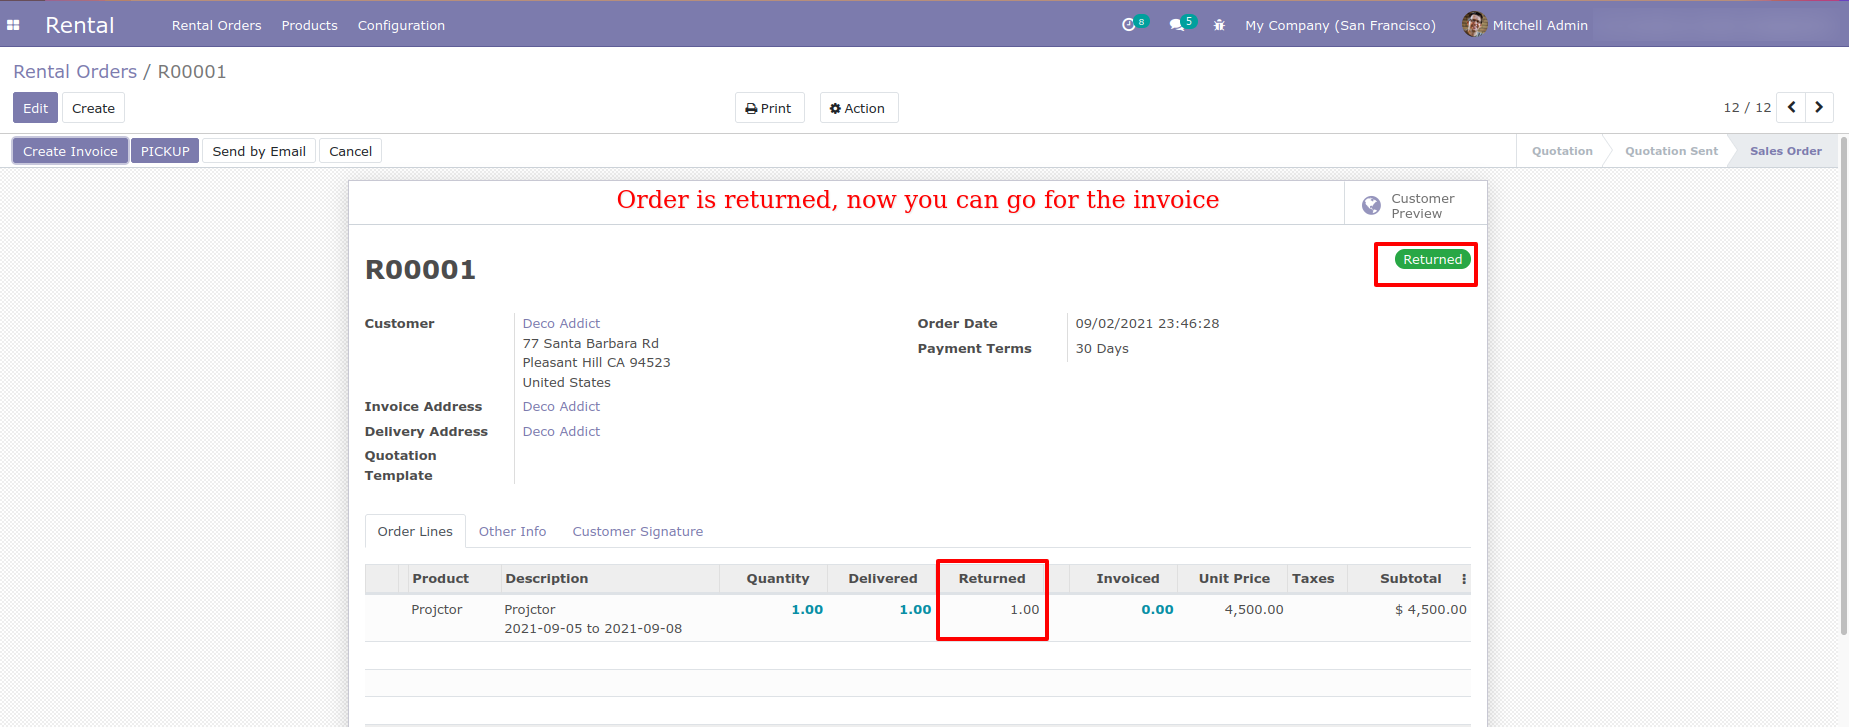 Rental Rental Orders Products Configuration 8 5 My Company (San Francisco) Mitchell Admin
Rental Orders / R00001
Edit Create Print Action 12 / 12
Create Invoice PICKUP Send by Email Cancel Quotation Quotation Sent Sales Order
Order is returned, now you can go for the invoice
Customer
Preview
Returned
R00001
Customer Deco Addict
77 Santa Barbara Rd
Pleasant Hill CA 94523
United States
Order Date 09/02/2021 23:46:28
Payment Terms 30 Days
Invoice Address Deco Addict
Delivery Address Deco Addict
Quotation
Template
Order Lines Other Info Customer Signature
Product Description Quantity Delivered Returned Invoiced Unit Price Taxes Subtotal
Projctor Projctor 1.00 1.00 1.00 0.00 4,500.00 $ 4,500.00
2021-09-05 to 2021-09-08